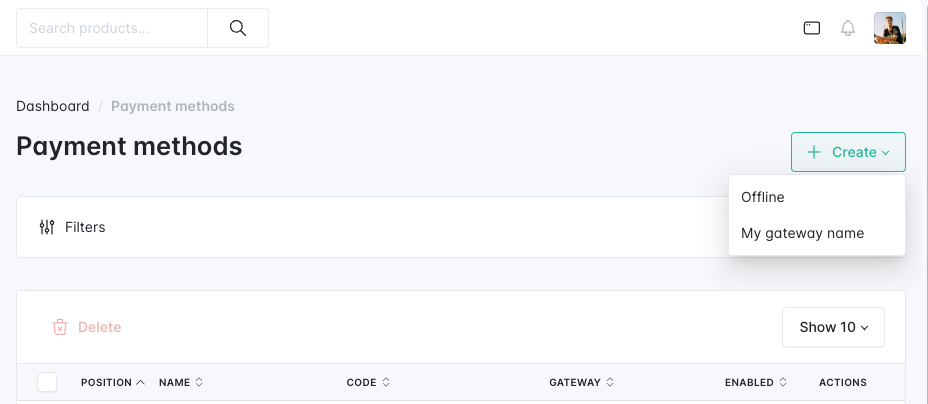 Search products...
Dashboard / Payment methods
Payment methods
Create
Offline
My gateway name
Filters
Delete
Show 10
POSITION NAME CODE GATEWAY ENABLED ACTIONS